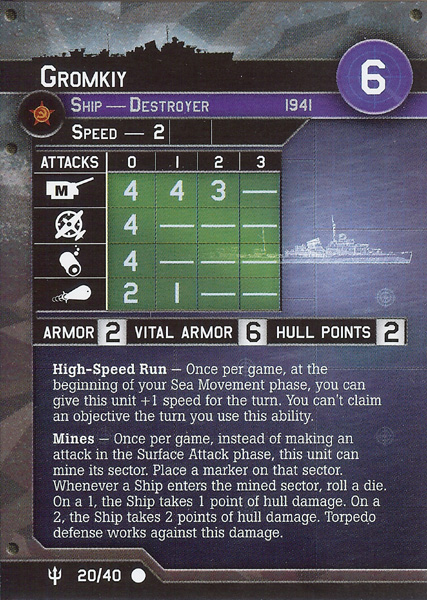 GROMKIY
6
SHIP — DESTROYER 1941
SPEED — 2
ATTACKS 0 1 2 3
M 4 4 3 —
4 — — —
4 — — —
2 1 — —
ARMOR 2 VITAL ARMOR 6 HULL POINTS 2
High-Speed Run — Once per game, at the
beginning of your Sea Movement phase, you can
give this unit +1 speed for the turn. You can't claim
an objective the turn you use this ability.
Mines — Once per game, instead of making an
attack in the Surface Attack phase, this unit can
mine its sector. Place a marker on that sector.
Whenever a Ship enters the mined sector, roll a die.
On a 1, the Ship takes 1 point of hull damage. On a
2, the Ship takes 2 points of hull damage. Torpedo
defense works against this damage.
20/40